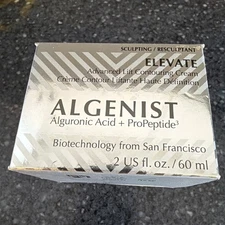 SCULPTING / RESCULPTANT
ELEVATE
Advanced Lift Contouring Cream
Crème Contour Liftante Haute Définition
ALGENIST
Alguronic Acid + ProPeptide³
Biotechnology from San Francisco
2 US fl. oz. / 60 ml